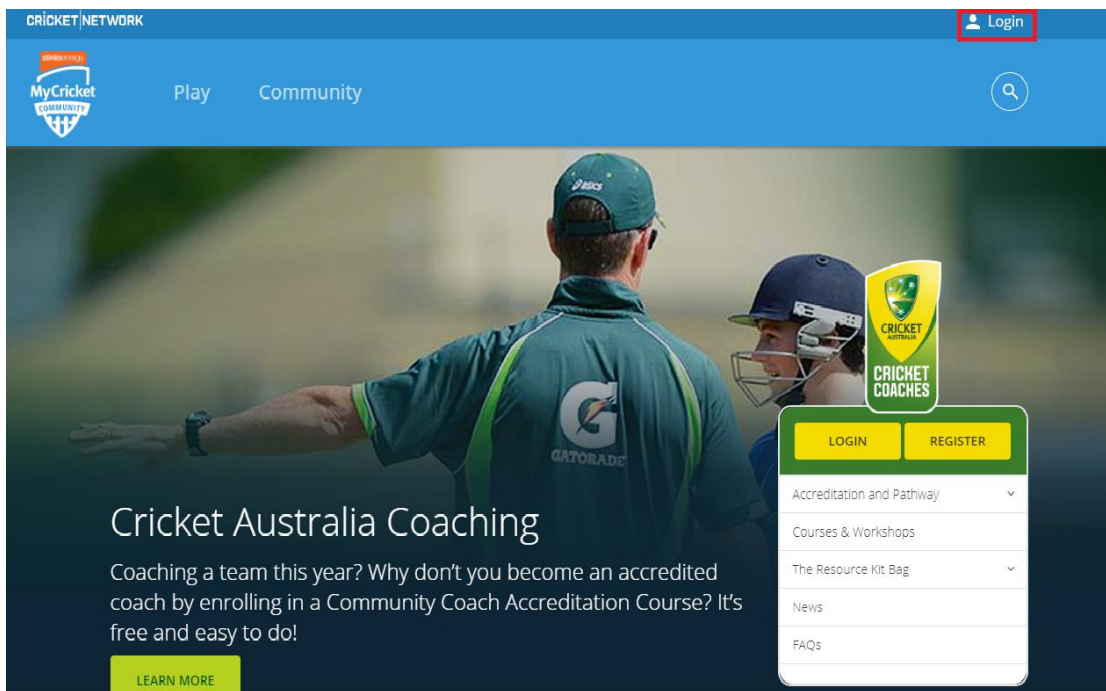 CRICKET NETWORK
Login
alintaenergy
MyCricket
COMMUNITY
Play
Community
asics
GATORADE
CRICKET
AUSTRALIA
CRICKET
COACHES
LOGIN
REGISTER
Accreditation and Pathway
Courses & Workshops
The Resource Kit Bag
News
FAQs
Cricket Australia Coaching
Coaching a team this year? Why don't you become an accredited
coach by enrolling in a Community Coach Accreditation Course? It's
free and easy to do!
LEARN MORE